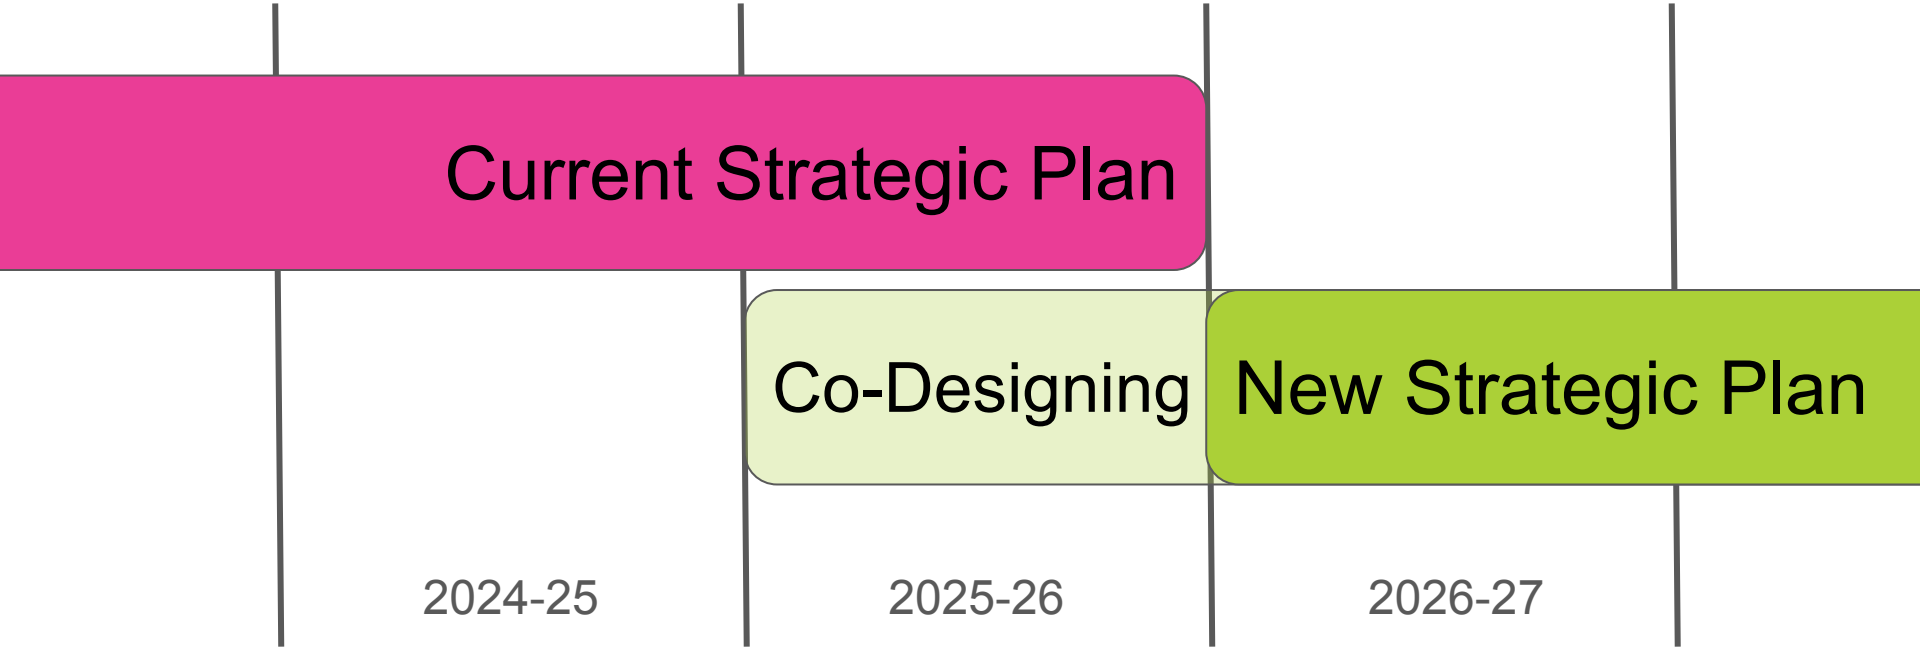 Current Strategic Plan
Co-Designing
New Strategic Plan
2024-25
2025-26
2026-27